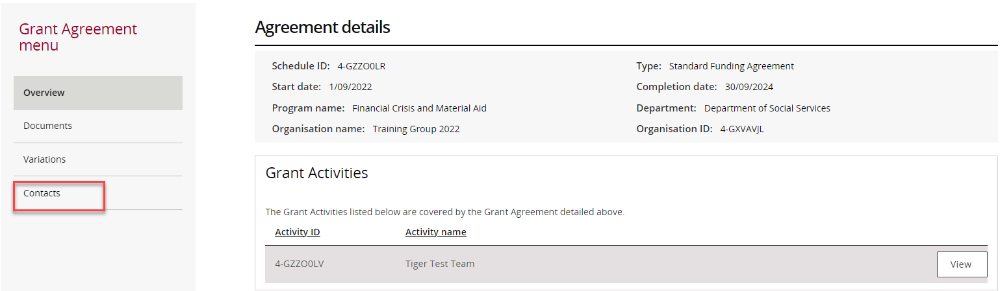 Grant Agreement
menu
Overview
Documents
Variations
Contacts
Agreement details
Schedule ID: 4-GZZO0LR
Type: Standard Funding Agreement
Start date: 1/09/2022
Completion date: 30/09/2024
Program name: Financial Crisis and Material Aid
Department: Department of Social Services
Organisation name: Training Group 2022
Organisation ID: 4-GXVAVJL
Grant Activities
The Grant Activities listed below are covered by the Grant Agreement detailed above.
Activity ID Activity name
4-GZZO0LV Tiger Test Team View